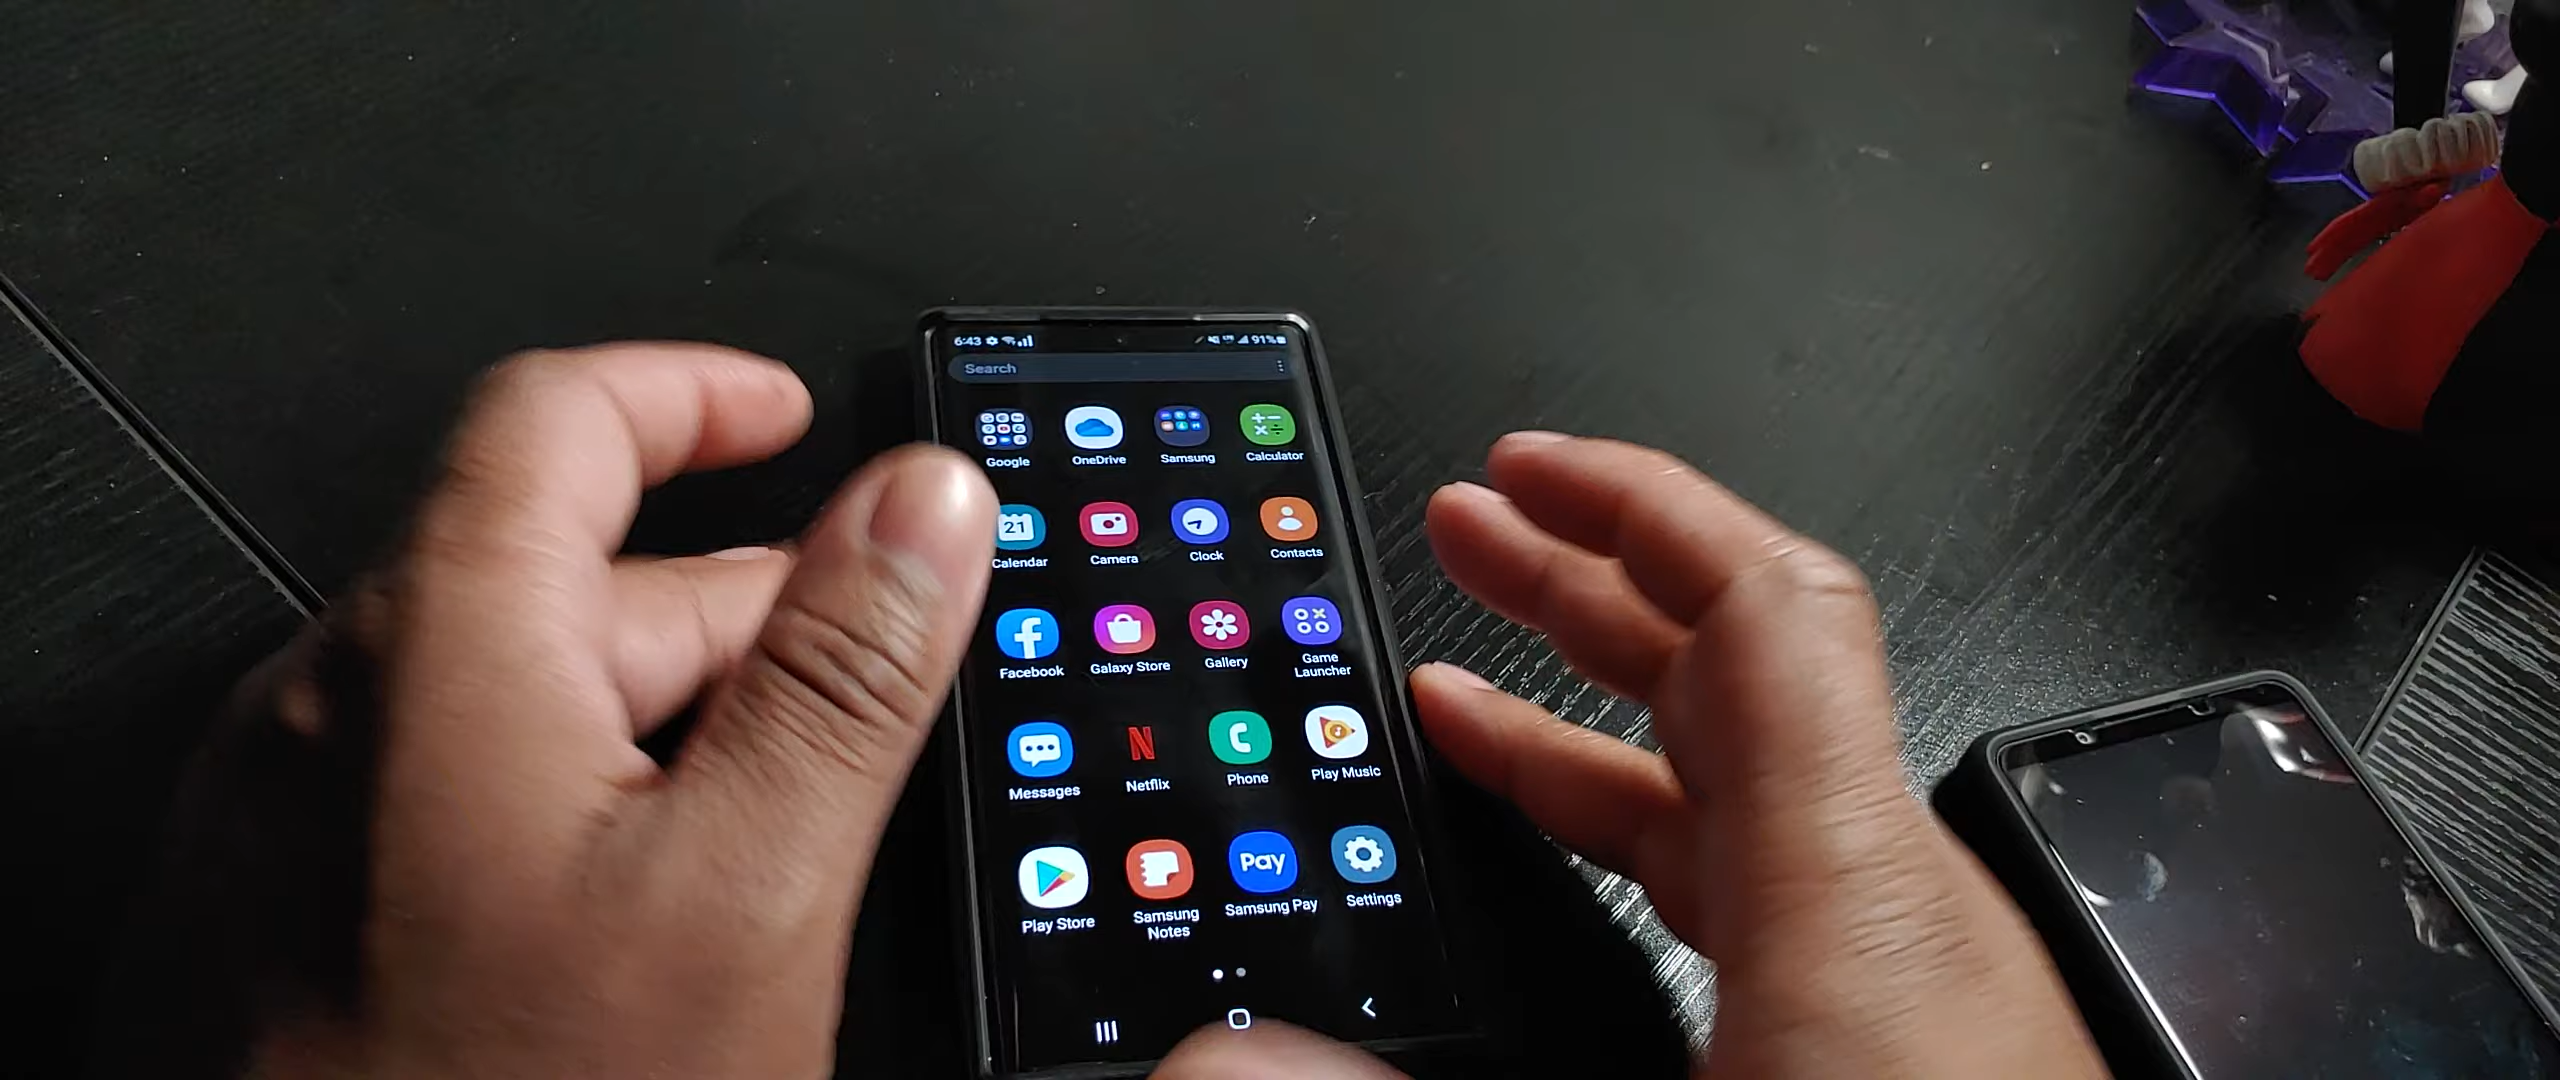 6:43 91%
Search
Google OneDrive Samsung Calculator
21
Calendar Camera Clock Contacts
Facebook Galaxy Store Gallery Game
Launcher
N
Messages Netflix Phone Play Music
Pay
Play Store Samsung Samsung Pay Settings
Notes